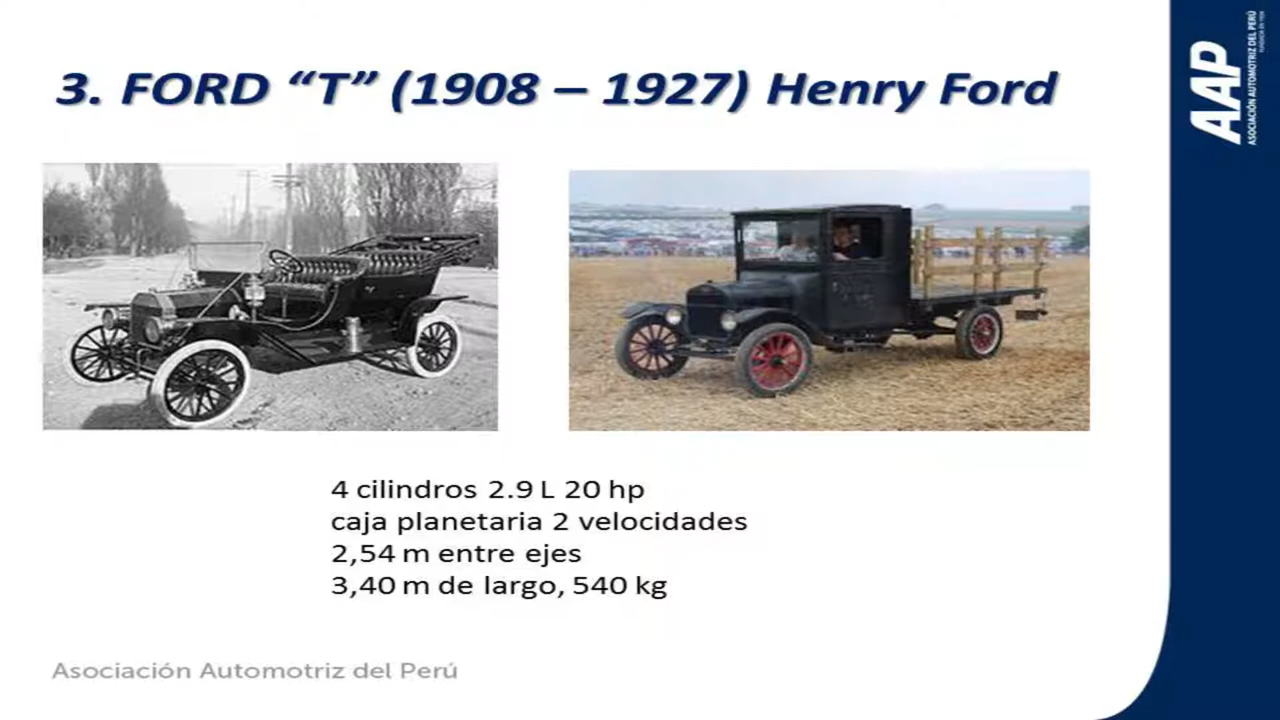 3. FORD “T” (1908 – 1927) Henry Ford
AAP
ASOCIACIÓN AUTOMOTRIZ DEL PERÚ
4 cilindros 2.9 L 20 hp
caja planetaria 2 velocidades
2,54 m entre ejes
3,40 m de largo, 540 kg
Asociación Automotriz del Perú